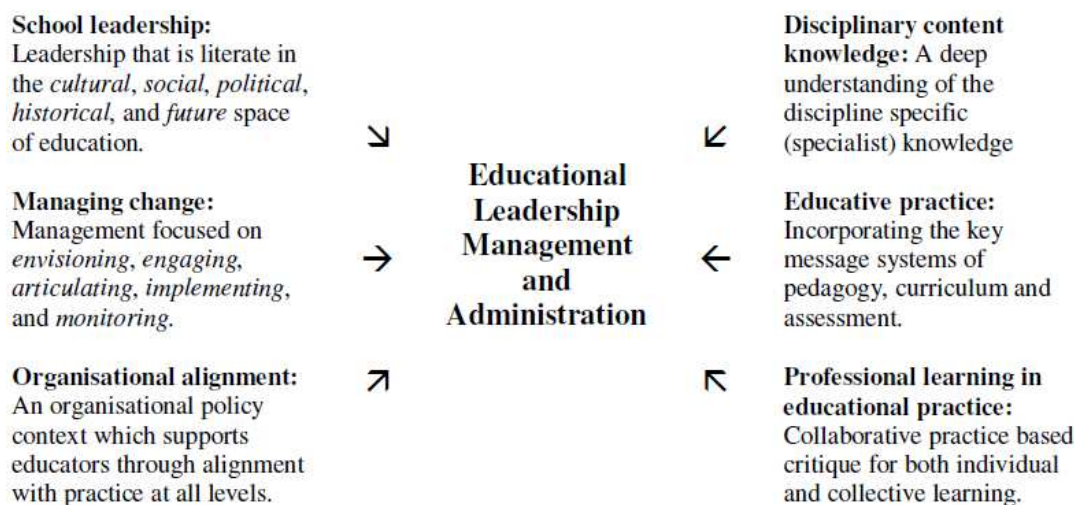 School leadership:
Leadership that is literate in
the cultural, social, political,
historical, and future space
of education.
Managing change:
Management focused on
envisioning, engaging,
articulating, implementing,
and monitoring.
Organisational alignment:
An organisational policy
context which supports
educators through alignment
with practice at all levels.
Educational
Leadership
Management
and
Administration
Disciplinary content
knowledge: A deep
understanding of the
discipline specific
(specialist) knowledge
Educative practice:
Incorporating the key
message systems of
pedagogy, curriculum and
assessment.
Professional learning in
educational practice:
Collaborative practice based
critique for both individual
and collective learning.